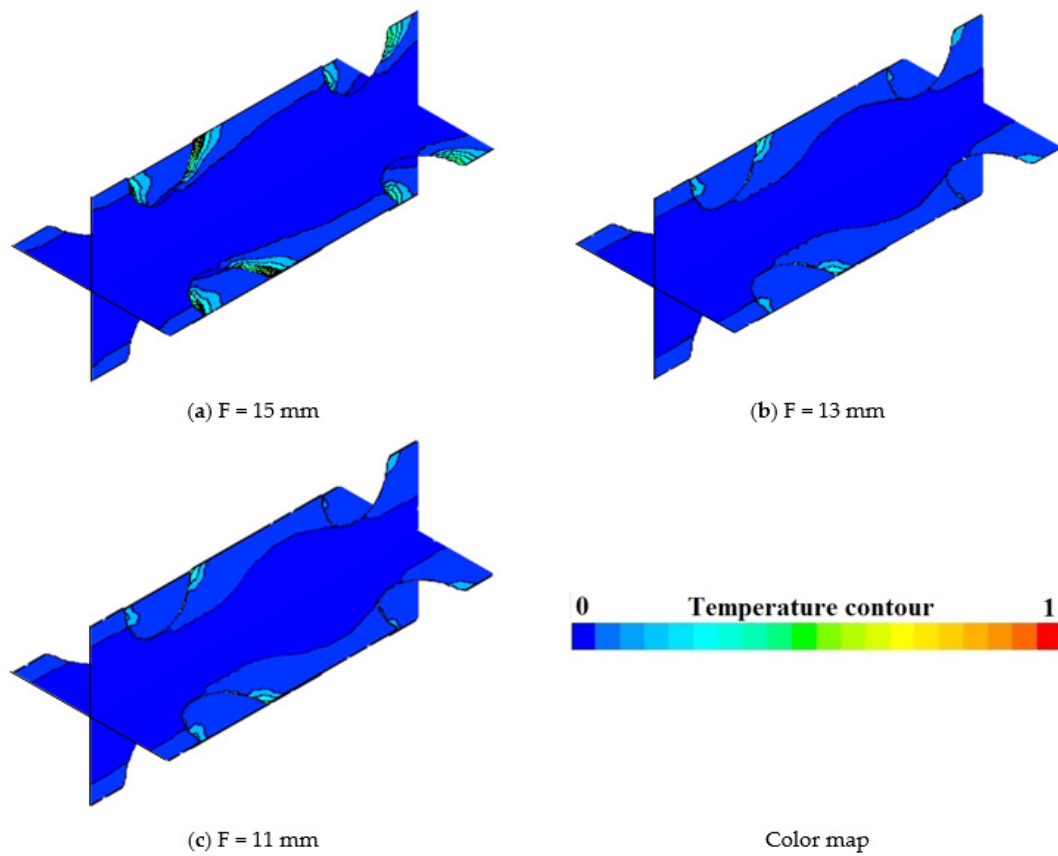 (a) F = 15 mm
(b) F = 13 mm
0 Temperature contour 1
(c) F = 11 mm
Color map